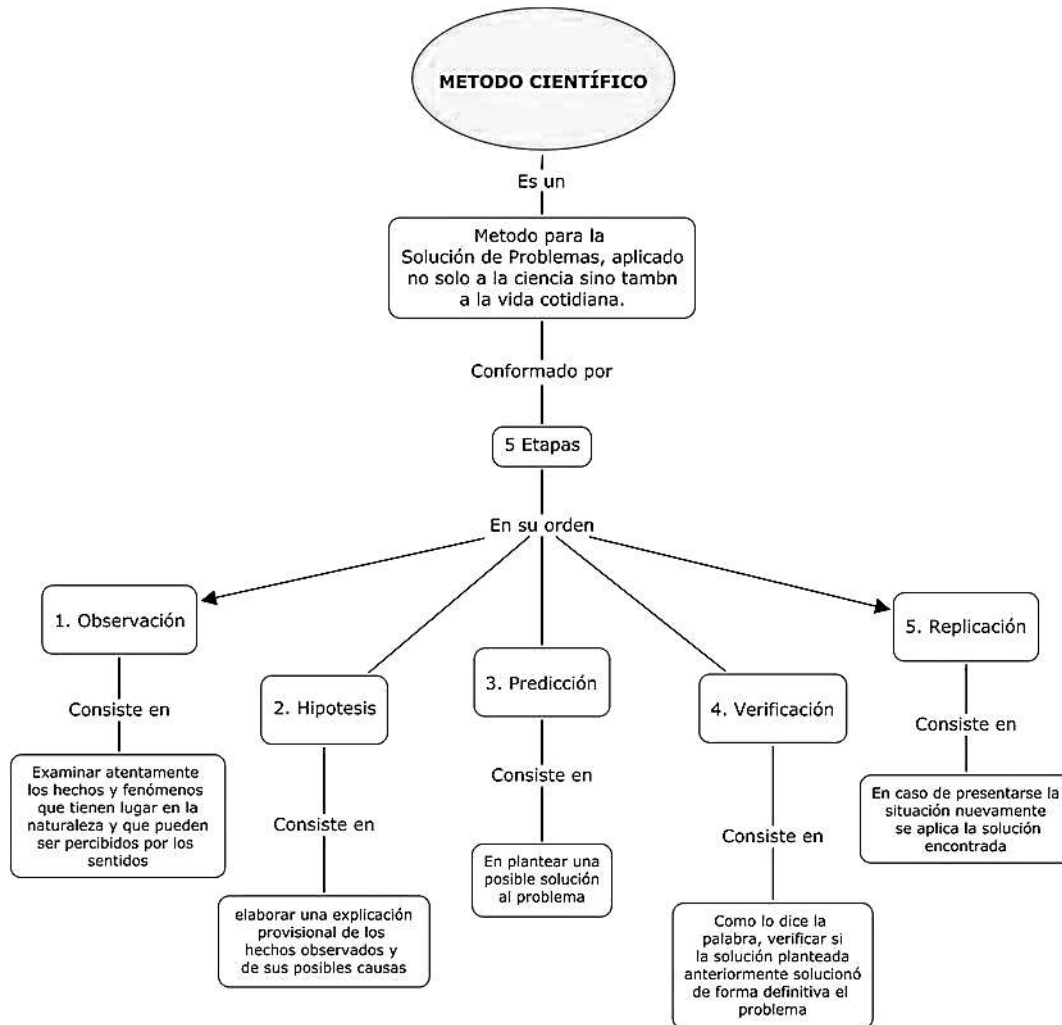 METODO CIENTÍFICO
Es un
Metodo para la
Solución de Problemas, aplicado
no solo a la ciencia sino tambn
a la vida cotidiana.
Conformado por
5 Etapas
En su orden
1. Observación
Consiste en
Examinar atentamente
los hechos y fenómenos
que tienen lugar en la
naturaleza y que pueden
ser percibidos por los
sentidos
2. Hipotesis
Consiste en
elaborar una explicación
provisional de los
hechos observados y
de sus posibles causas
3. Predicción
Consiste en
En plantear una
posible solución
al problema
4. Verificación
Consiste en
Como lo dice la
palabra, verificar si
la solución planteada
anteriormente solucionó
de forma definitiva el
problema
5. Replicación
Consiste en
En caso de presentarse la
situación nuevamente
se aplica la solución
encontrada